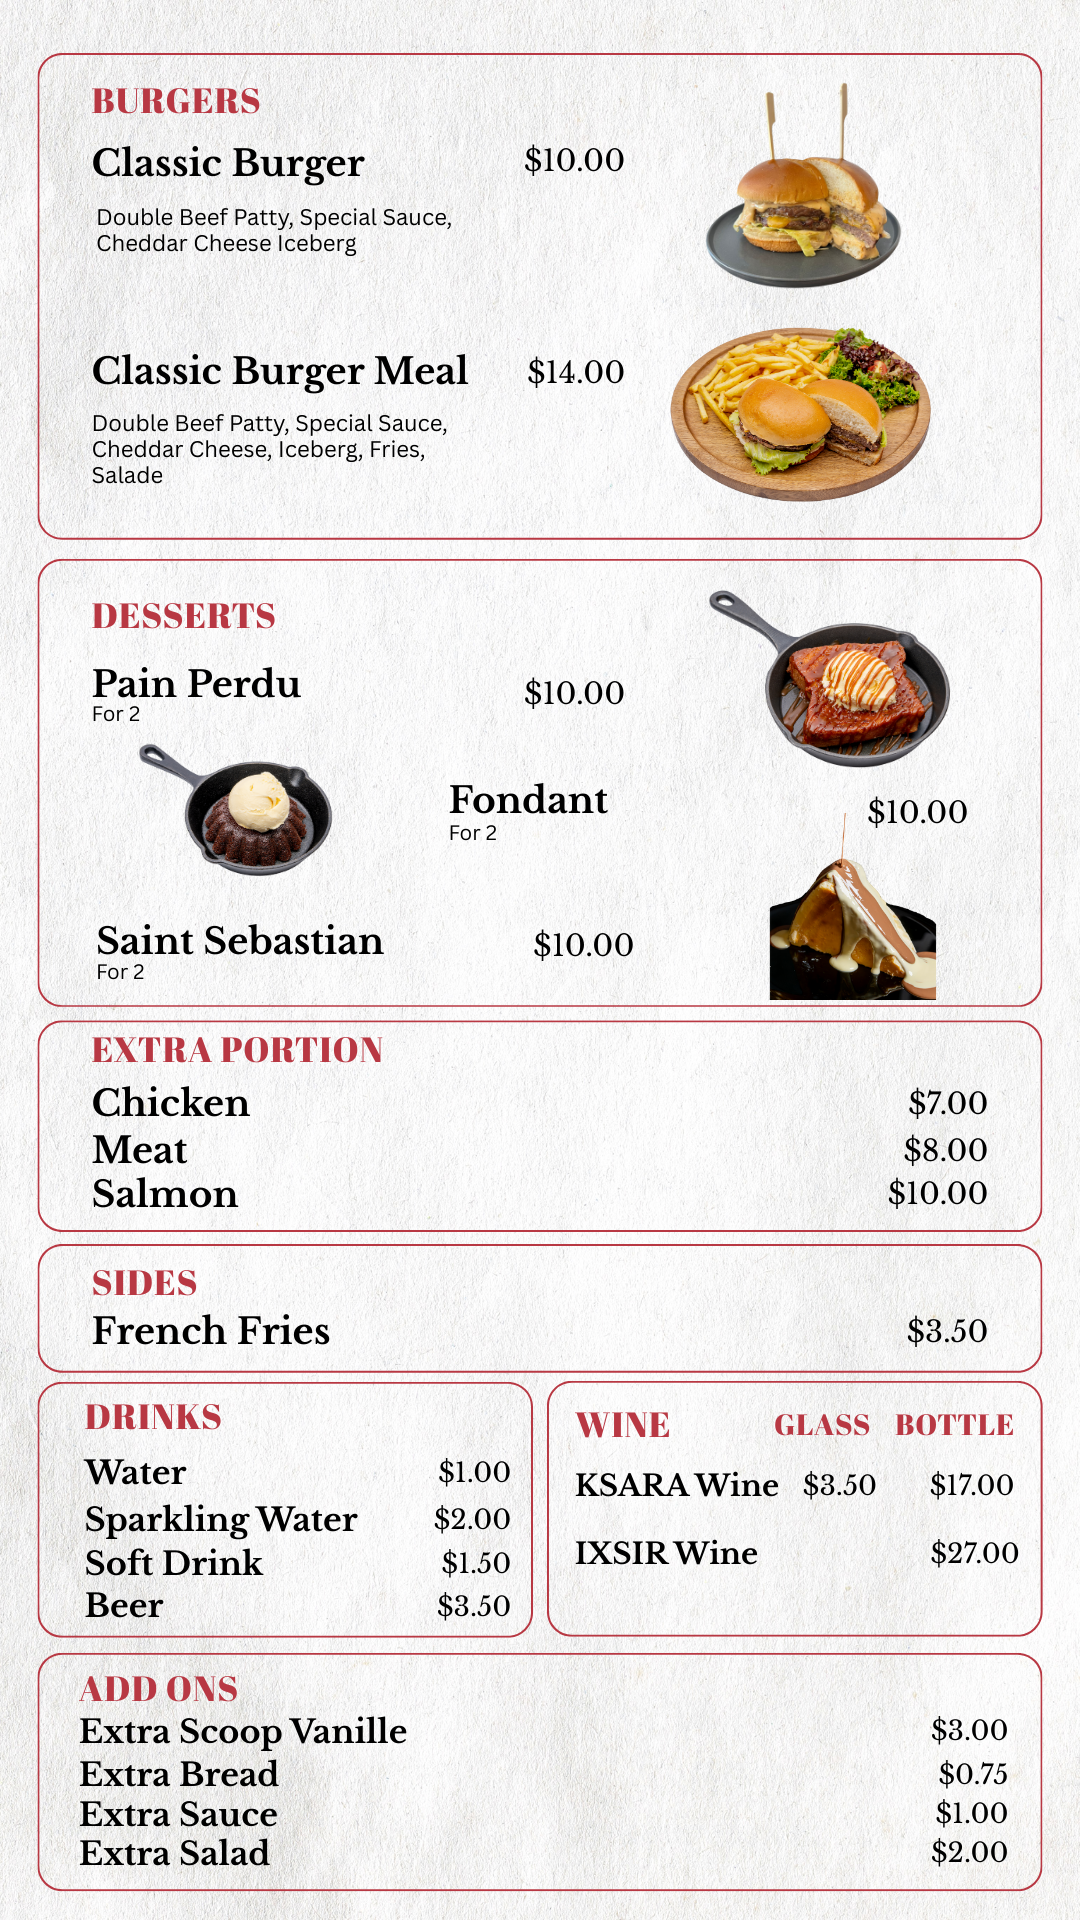 BURGERS
Classic Burger $10.00
Double Beef Patty, Special Sauce,
Cheddar Cheese Iceberg
Classic Burger Meal $14.00
Double Beef Patty, Special Sauce,
Cheddar Cheese, Iceberg, Fries,
Salade
DESSERTS
Pain Perdu $10.00
For 2
Fondant $10.00
For 2
Saint Sebastian $10.00
For 2
EXTRA PORTION
Chicken $7.00
Meat $8.00
Salmon $10.00
SIDES
French Fries $3.50
DRINKS
Water $1.00
Sparkling Water $2.00
Soft Drink $1.50
Beer $3.50
WINE GLASS BOTTLE
KSARA Wine $3.50 $17.00
IXSIR Wine $27.00
ADD ONS
Extra Scoop Vanille $3.00
Extra Bread $0.75
Extra Sauce $1.00
Extra Salad $2.00